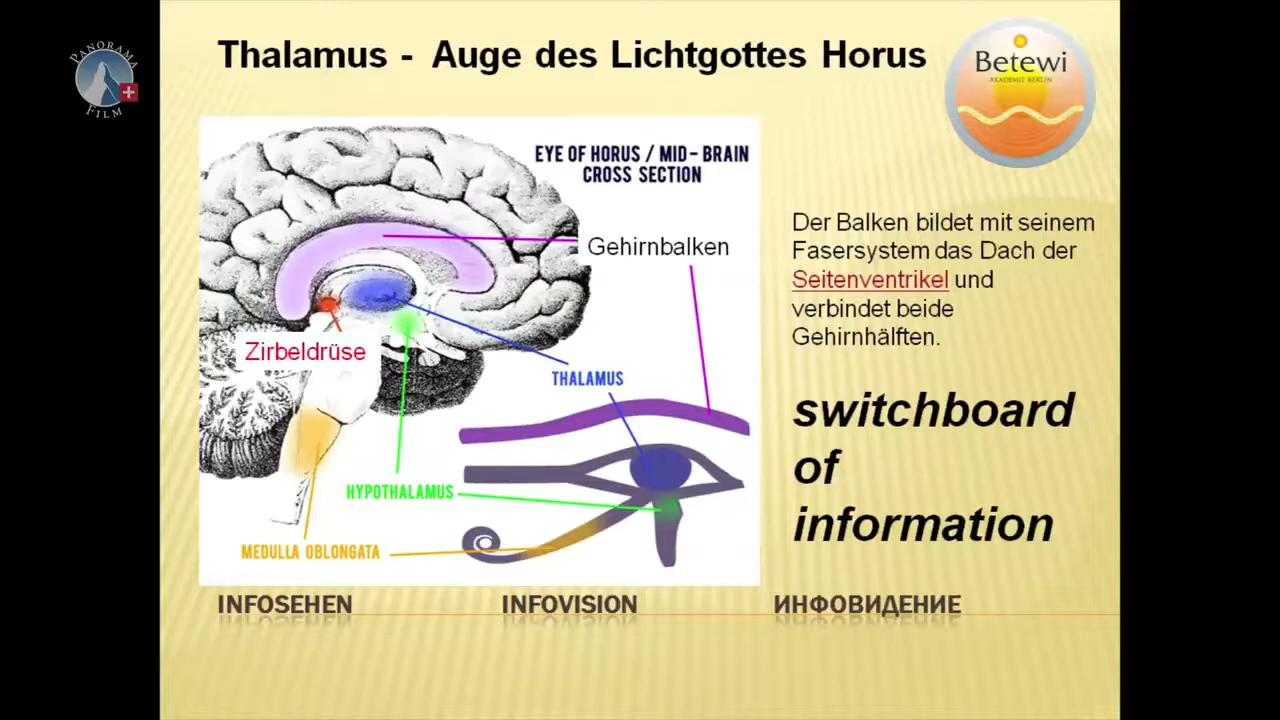 Thalamus - Auge des Lichtgottes Horus
PANORAMA
FILM
Betewi
AKADEMIE BERLIN
EYE OF HORUS / MID - BRAIN
CROSS SECTION
Gehirnbalken
Zirbeldrüse
THALAMUS
HYPOTHALAMUS
MEDULLA OBLONGATA
Der Balken bildet mit seinem
Fasersystem das Dach der
Seitenventrikel und
verbindet beide
Gehirnhälften.
switchboard
of
information
INFOSEHEN INFOVISION ИНФОВИДЕНИЕ